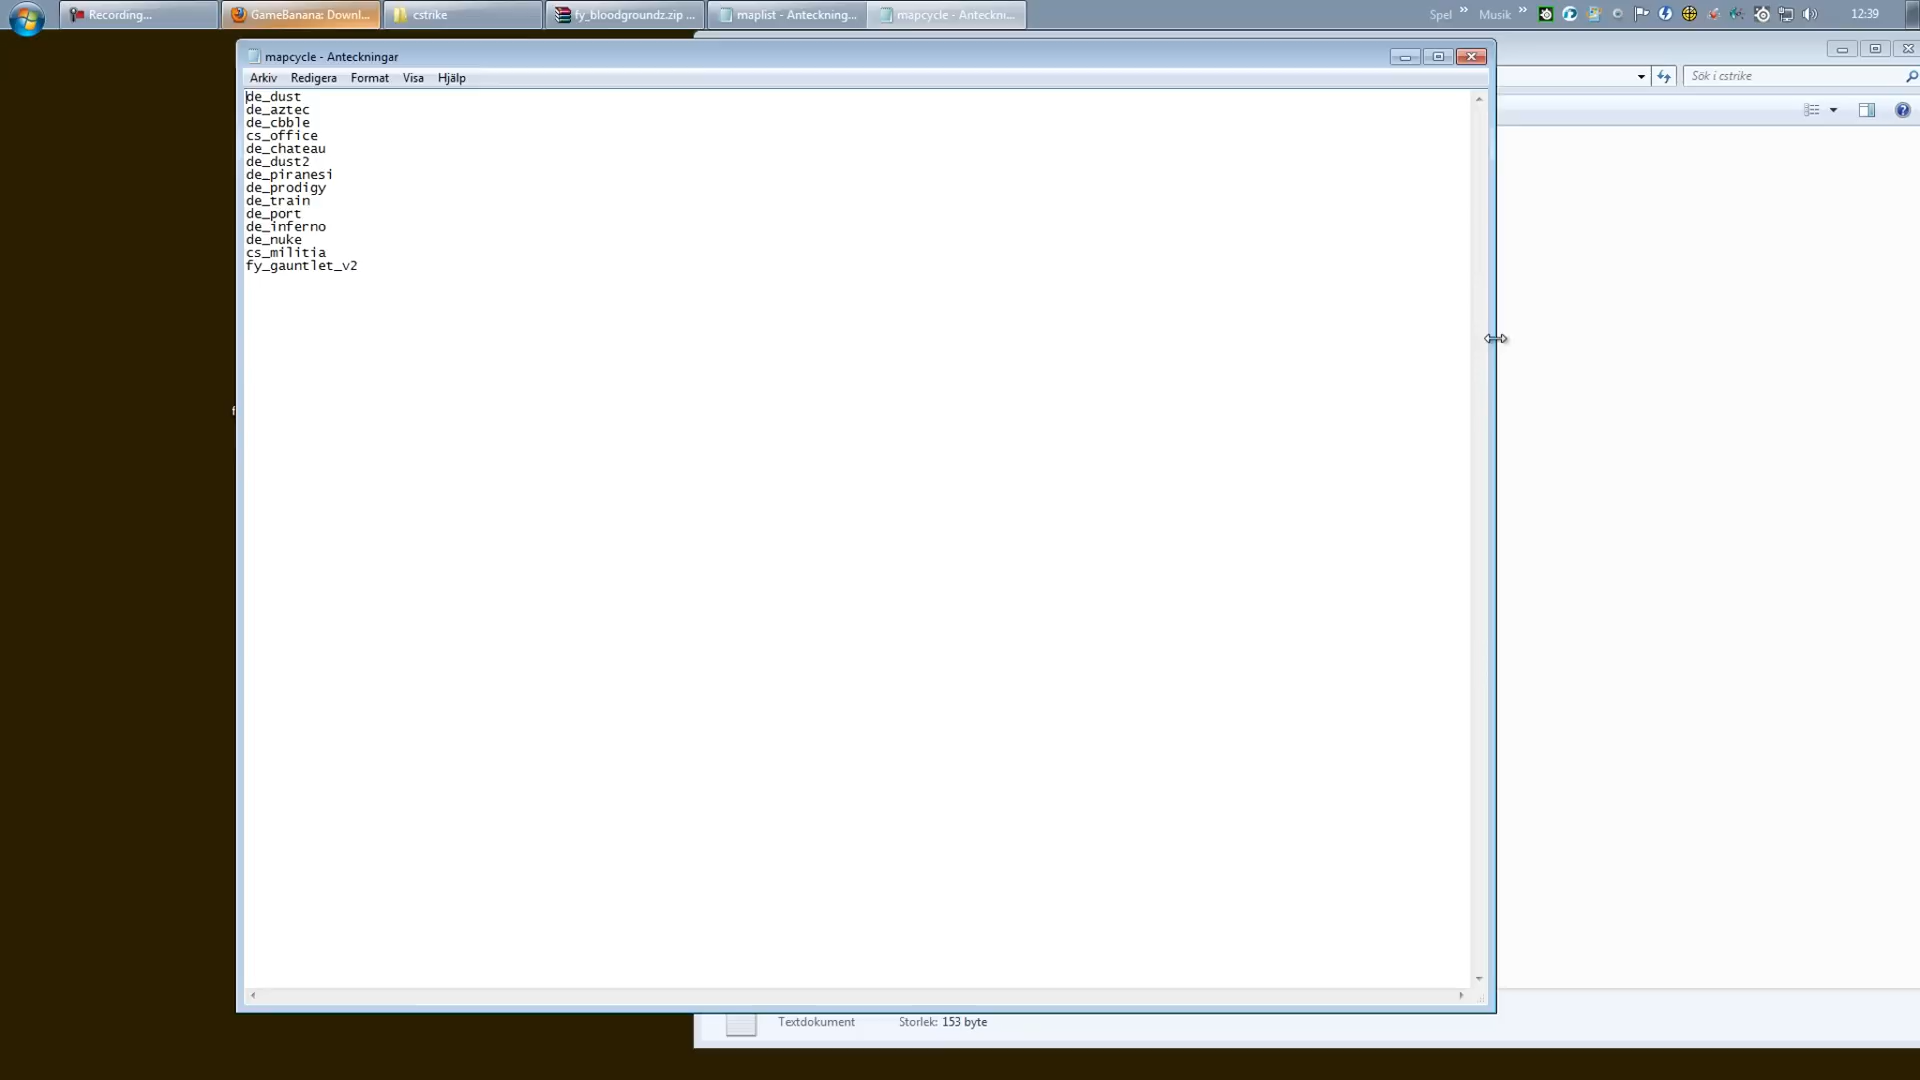 Recording...
GameBanana: Downl...
cstrike
fy_bloodgroundz.zip ...
maplist - Anteckning...
mapcycle - Anteckni...
Spel »
Musik »
12:39
mapcycle - Anteckningar
Arkiv Redigera Format Visa Hjälp
Sök i cstrike
de_dust
de_aztec
de_cbble
cs_office
de_chateau
de_dust2
de_piranesi
de_prodigy
de_train
de_port
de_inferno
de_nuke
cs_militia
fy_gauntlet_v2
f
Textdokument Storlek: 153 byte